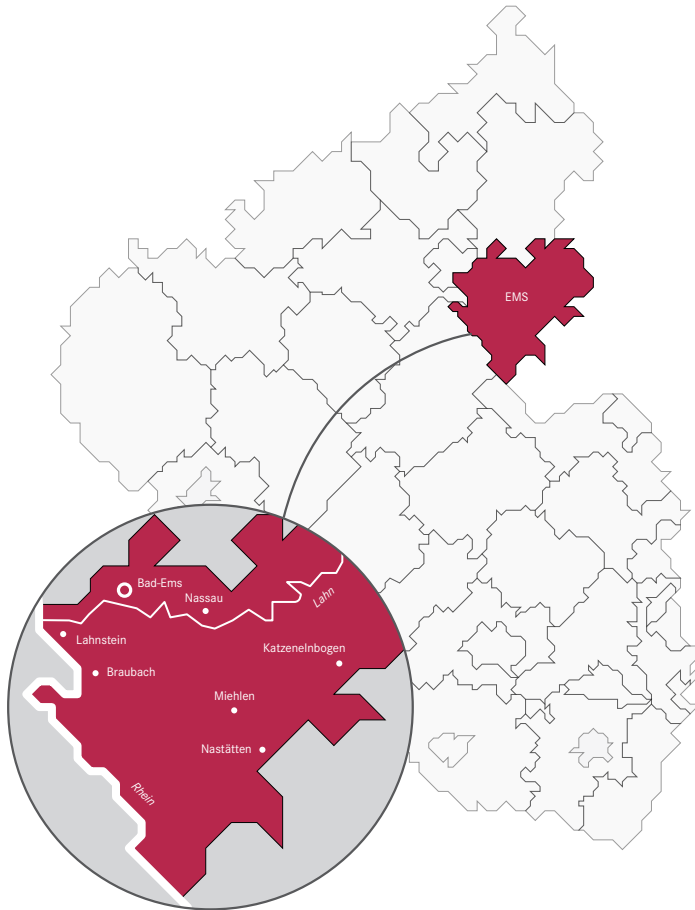 EMS
Bad-Ems
Nassau
Lahn
Lahnstein
Katzenelnbogen
Braubach
Miehlen
Nastätten
Rhein